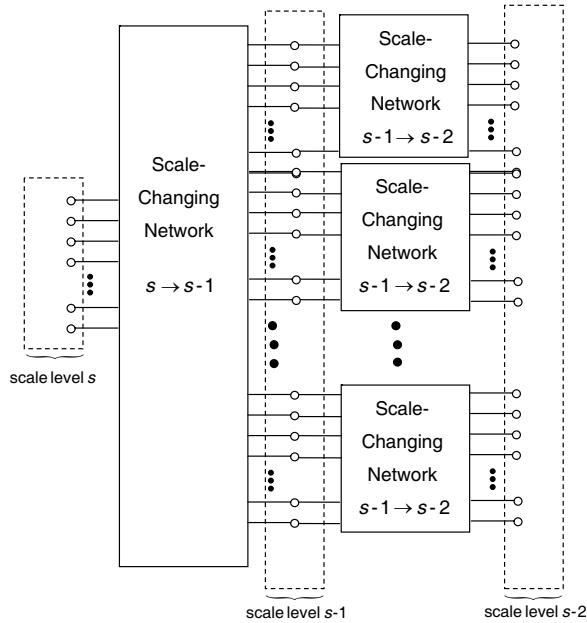 Scale-
Changing
Network
s → s-1
Scale-
Changing
Network
s-1 → s-2
Scale-
Changing
Network
s-1 → s-2
Scale-
Changing
Network
s-1 → s-2
scale level s
scale level s-1
scale level s-2